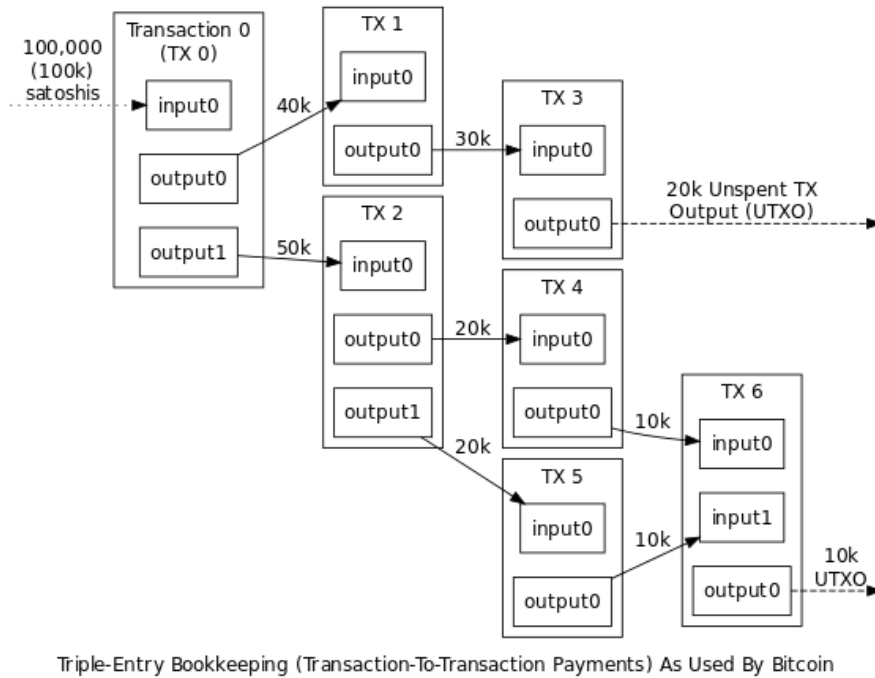 Transaction 0
(TX 0)
100,000
(100k)
satoshis
input0
output0
output1
40k
50k
TX 1
input0
output0
30k
TX 2
input0
output0
output1
20k
20k
TX 3
input0
output0
20k Unspent TX
Output (UTXO)
TX 4
input0
output0
10k
TX 5
input0
output0
10k
TX 6
input0
input1
output0
10k
UTXO
Triple-Entry Bookkeeping (Transaction-To-Transaction Payments) As Used By Bitcoin